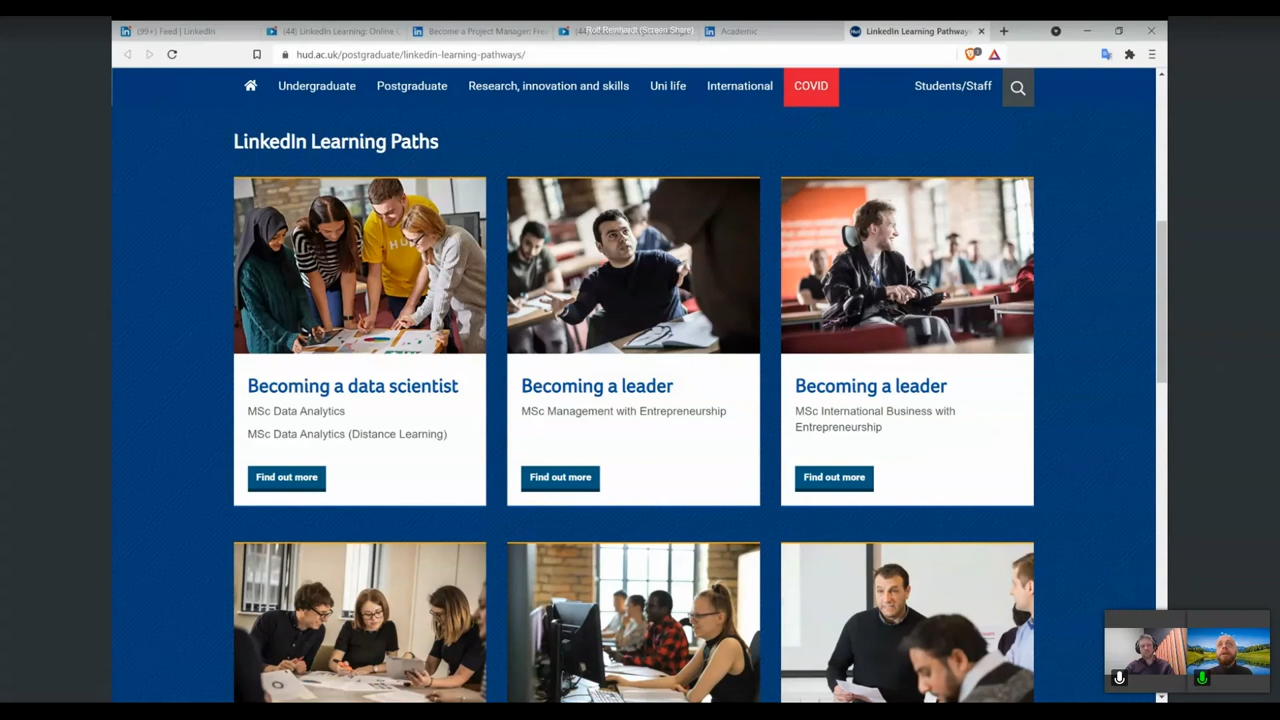 (99+) Feed | LinkedIn
(44) LinkedIn Learning: Online
Become a Project Manager: Free
Rolf Reinhardt (Screen Share)
Academic
LinkedIn Learning Pathway
hud.ac.uk/postgraduate/linkedin-learning-pathways/
Undergraduate
Postgraduate
Research, innovation and skills
Uni life
International
COVID
Students/Staff
LinkedIn Learning Paths
Becoming a data scientist
MSc Data Analytics
MSc Data Analytics (Distance Learning)
Find out more
Becoming a leader
MSc Management with Entrepreneurship
Find out more
Becoming a leader
MSc International Business with
Entrepreneurship
Find out more